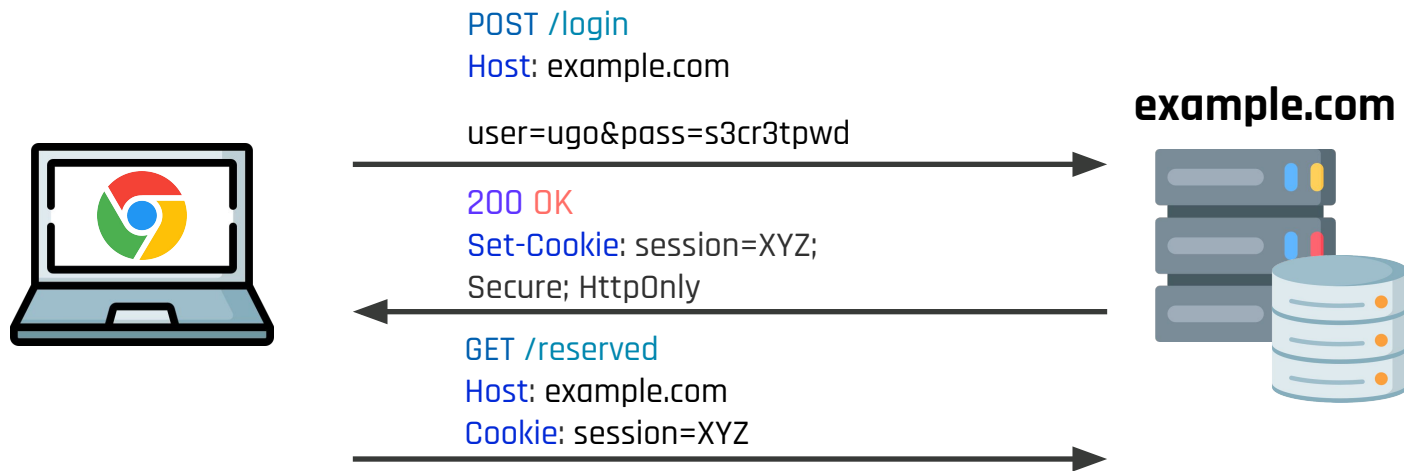 POST /login
Host: example.com
user=ugo&pass=s3cr3tpwd
example.com
200 OK
Set-Cookie: session=XYZ;
Secure; HttpOnly
GET /reserved
Host: example.com
Cookie: session=XYZ